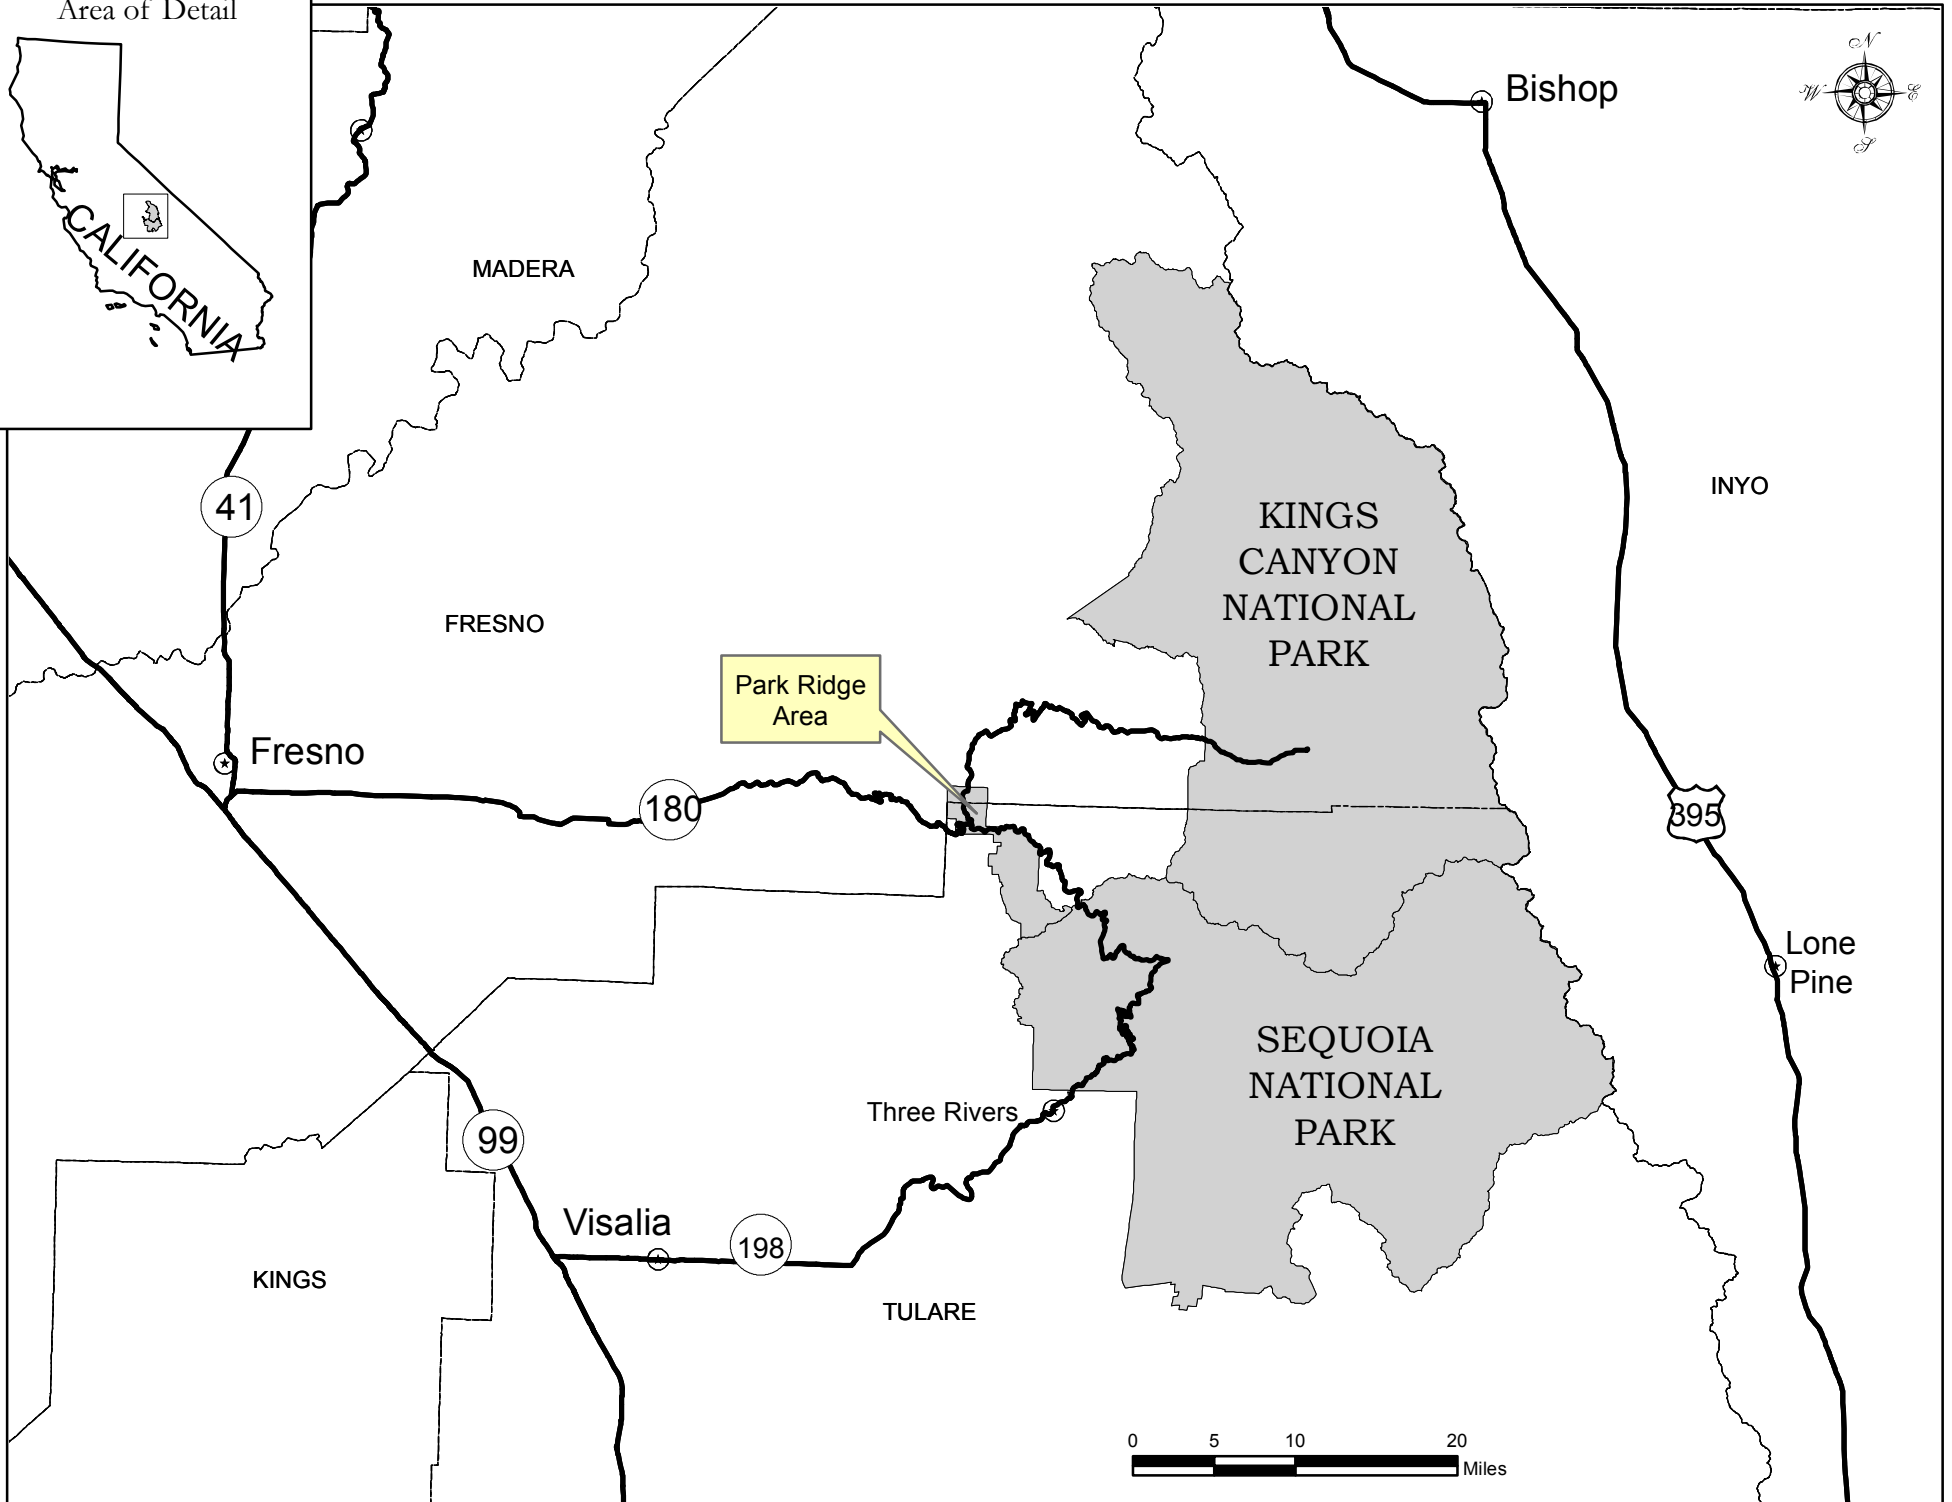 Area of Detail
CALIFORNIA
N
W
E
S
Bishop
MADERA
INYO
41
KINGS
CANYON
NATIONAL
PARK
FRESNO
Park Ridge
Area
Fresno
180
395
Lone
Pine
SEQUOIA
NATIONAL
PARK
Three Rivers
99
Visalia
198
KINGS
TULARE
0 5 10 20
Miles